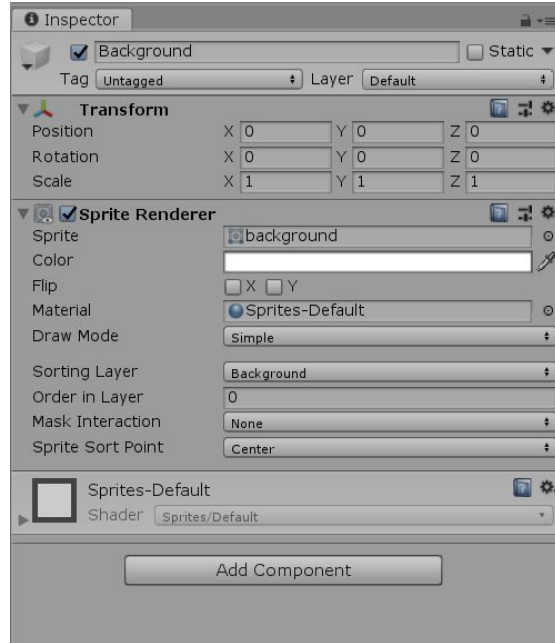 Inspector
Background Static
Tag Untagged Layer Default
Transform
Position X 0 Y 0 Z 0
Rotation X 0 Y 0 Z 0
Scale X 1 Y 1 Z 1
Sprite Renderer
Sprite background
Color
Flip X Y
Material Sprites-Default
Draw Mode Simple
Sorting Layer Background
Order in Layer 0
Mask Interaction None
Sprite Sort Point Center
Sprites-Default
Shader Sprites/Default
Add Component